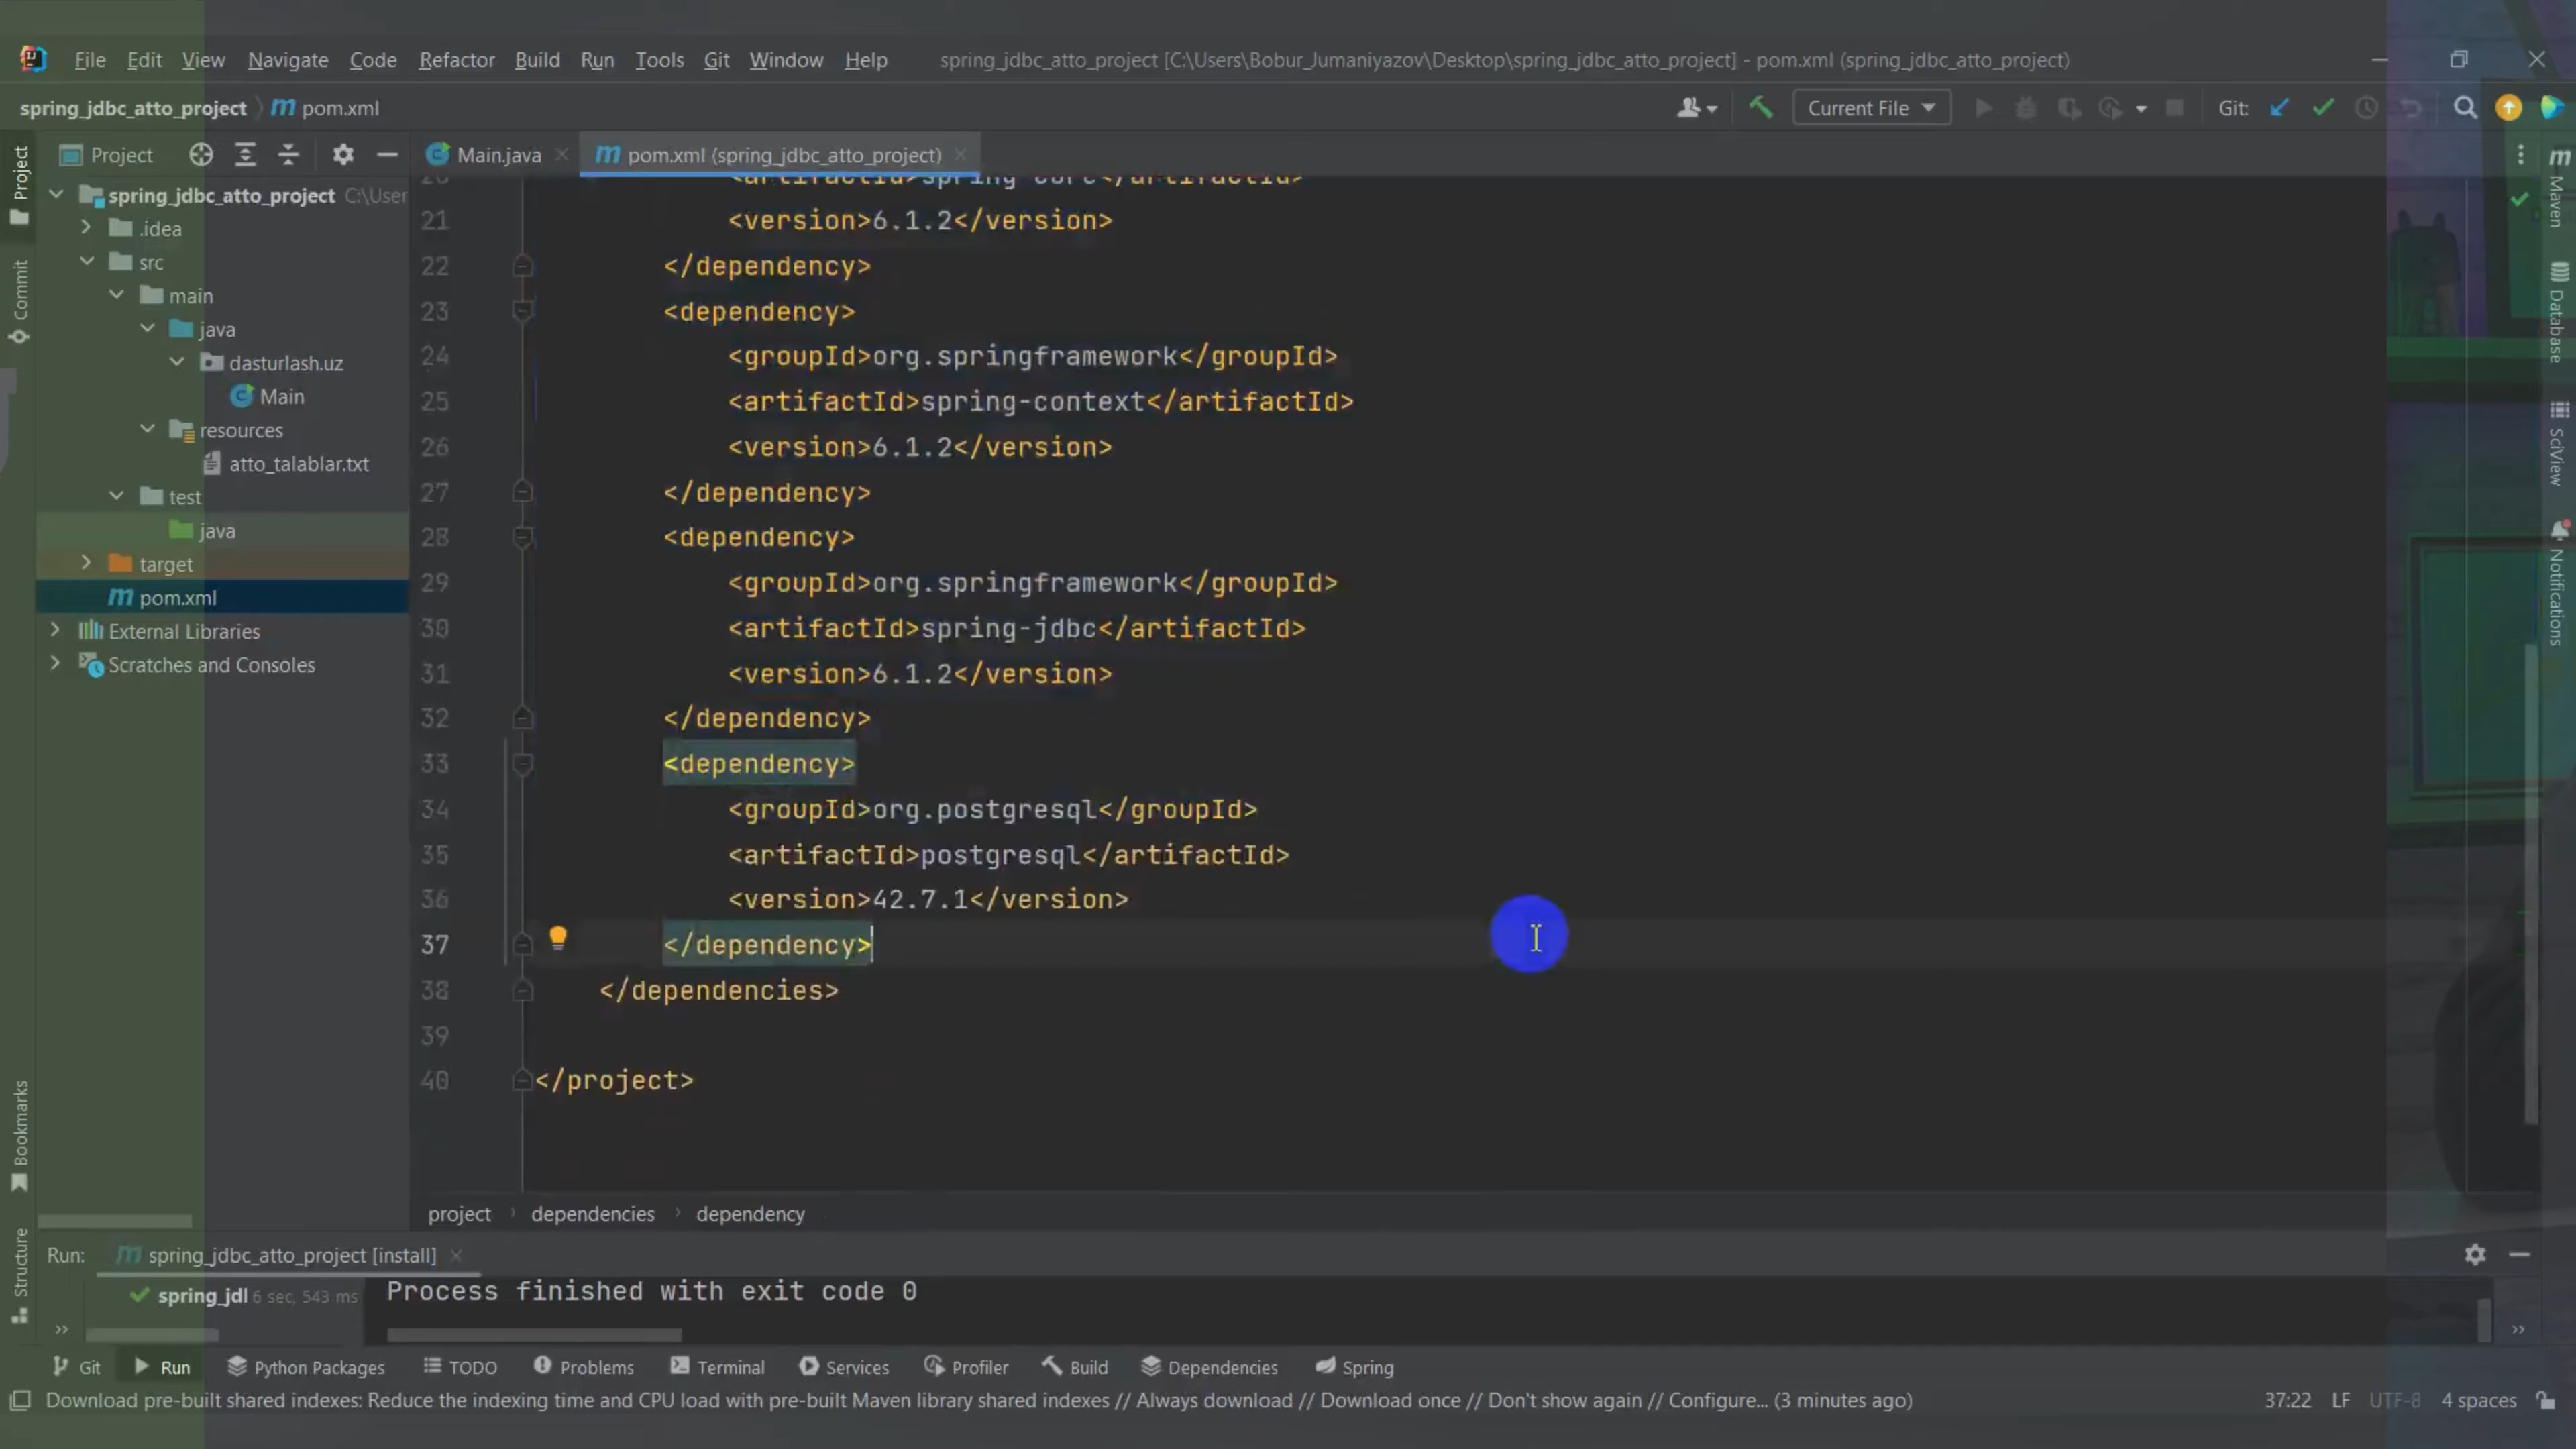 File Edit View Navigate Code Refactor Build Run Tools Git Window Help spring_jdbc_atto_project [C:\Users\Bobur_Jumaniyazov\Desktop\spring_jdbc_atto_project] - pom.xml (spring_jdbc_atto_project)
spring_jdbc_atto_project pom.xml Current File Git:
Project
Main.java pom.xml (spring_jdbc_atto_project)
Project
Commit
Bookmarks
Structure
spring_jdbc_atto_project C:\User
.idea
src
main
java
dasturlash.uz
Main
resources
atto_talablar.txt
test
java
target
pom.xml
External Libraries
Scratches and Consoles
20 <artifactId>spring-core</artifactId>
21 <version>6.1.2</version>
22 </dependency>
23 <dependency>
24 <groupId>org.springframework</groupId>
25 <artifactId>spring-context</artifactId>
26 <version>6.1.2</version>
27 </dependency>
28 <dependency>
29 <groupId>org.springframework</groupId>
30 <artifactId>spring-jdbc</artifactId>
31 <version>6.1.2</version>
32 </dependency>
33 <dependency>
34 <groupId>org.postgresql</groupId>
35 <artifactId>postgresql</artifactId>
36 <version>42.7.1</version>
37 </dependency>
38 </dependencies>
39
40 </project>
Maven
Database
SciView
Notifications
project › dependencies › dependency
Run: spring_jdbc_atto_project [install]
spring_jdl 6 sec, 543 ms
Process finished with exit code 0
Git Run Python Packages TODO Problems Terminal Services Profiler Build Dependencies Spring
Download pre-built shared indexes: Reduce the indexing time and CPU load with pre-built Maven library shared indexes // Always download // Download once // Don't show again // Configure... (3 minutes ago) 37:22 LF UTF-8 4 spaces